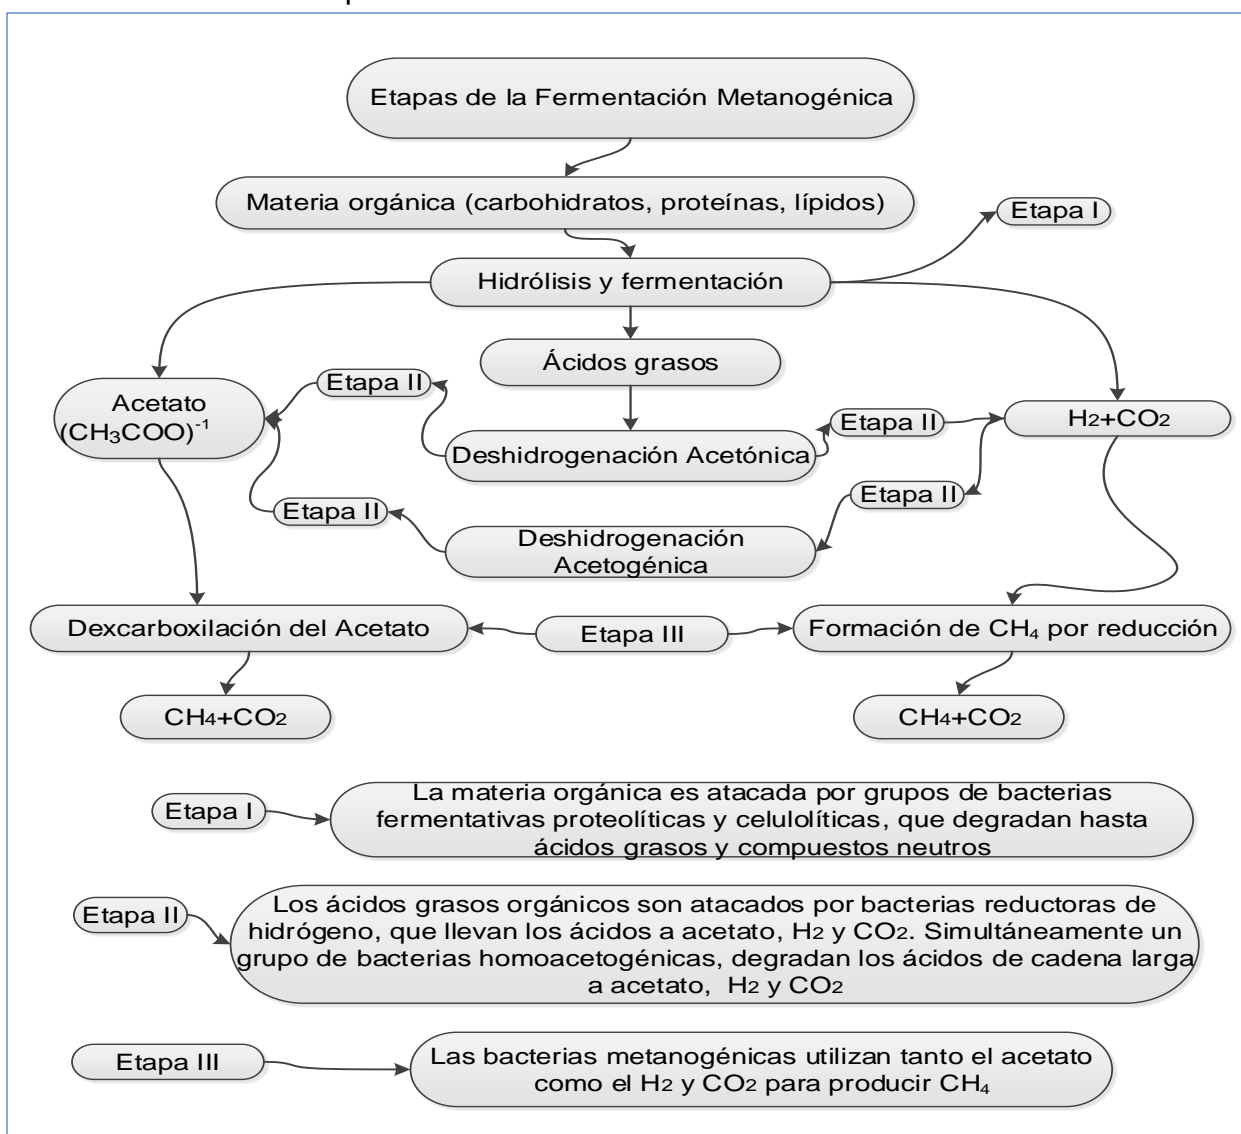 Etapas de la Fermentación Metanogénica
Materia orgánica (carbohidratos, proteínas, lípidos)
Etapa I
Hidrólisis y fermentación
Ácidos grasos
Etapa II
Acetato
(CH₃COO)⁻¹
Etapa II
H2+CO2
Deshidrogenación Acetónica
Etapa II
Etapa II
Deshidrogenación
Acetogénica
Dexcarboxilación del Acetato
Etapa III
Formación de CH₄ por reducción
CH4+CO2
CH4+CO2
Etapa I
La materia orgánica es atacada por grupos de bacterias
fermentativas proteolíticas y celulolíticas, que degradan hasta
ácidos grasos y compuestos neutros
Etapa II
Los ácidos grasos orgánicos son atacados por bacterias reductoras de
hidrógeno, que llevan los ácidos a acetato, H2 y CO2. Simultáneamente un
grupo de bacterias homoacetogénicas, degradan los ácidos de cadena larga
a acetato, H2 y CO2
Etapa III
Las bacterias metanogénicas utilizan tanto el acetato
como el H2 y CO2 para producir CH₄